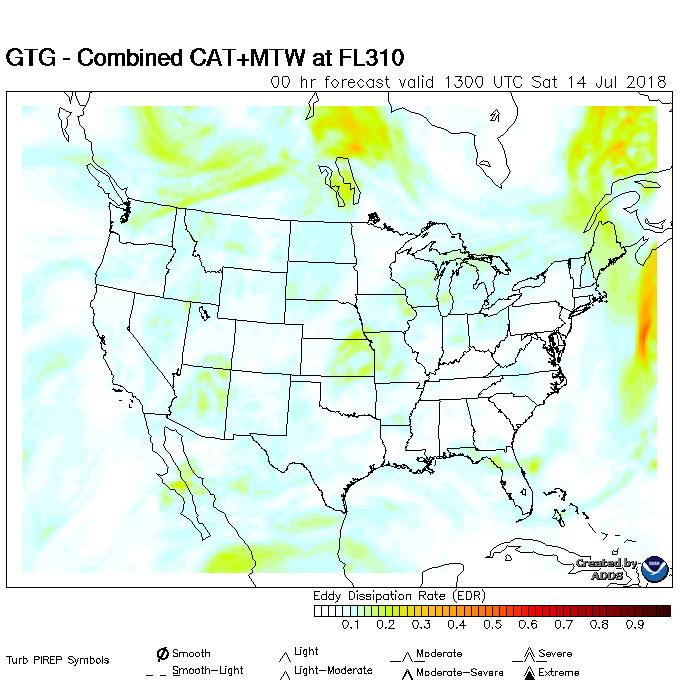 GTG - Combined CAT+MTW at FL310
00 hr forecast valid 1300 UTC Sat 14 Jul 2018
Created by
ADDS
NOAA
Eddy Dissipation Rate (EDR)
0.1 0.2 0.3 0.4 0.5 0.6 0.7 0.8 0.9
Turb PIREP Symbols
Smooth Light Moderate Severe
Smooth-Light Light-Moderate Moderate-Severe Extreme